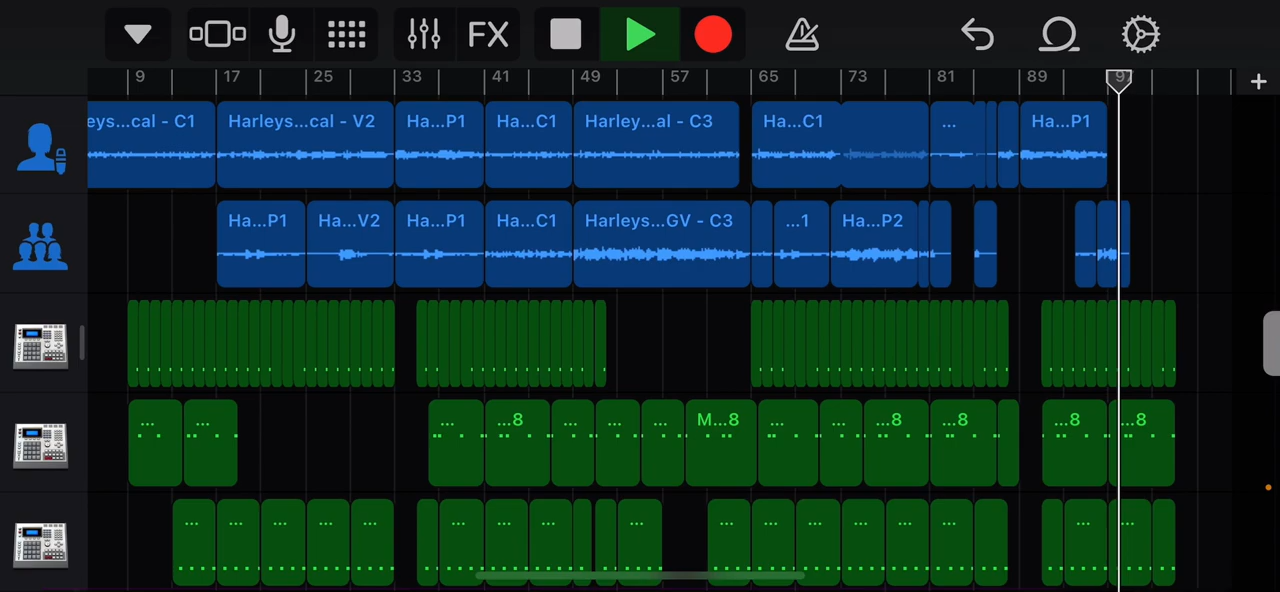 FX
9 17 25 33 41 49 57 65 73 81 89 97
eys...cal - C1 Harleys...cal - V2 Ha...P1 Ha...C1 Harley...al - C3 Ha...C1 ... Ha...P1
Ha...P1 Ha...V2 Ha...P1 Ha...C1 Harleys...GV - C3 ...1 Ha...P2
... ... ... ...8 ... ... ... M...8 ... ... ...8 ...8 ...8 ...8
... ... ... ... ... ... ... ... ... ... ... ... ... ... ... ...